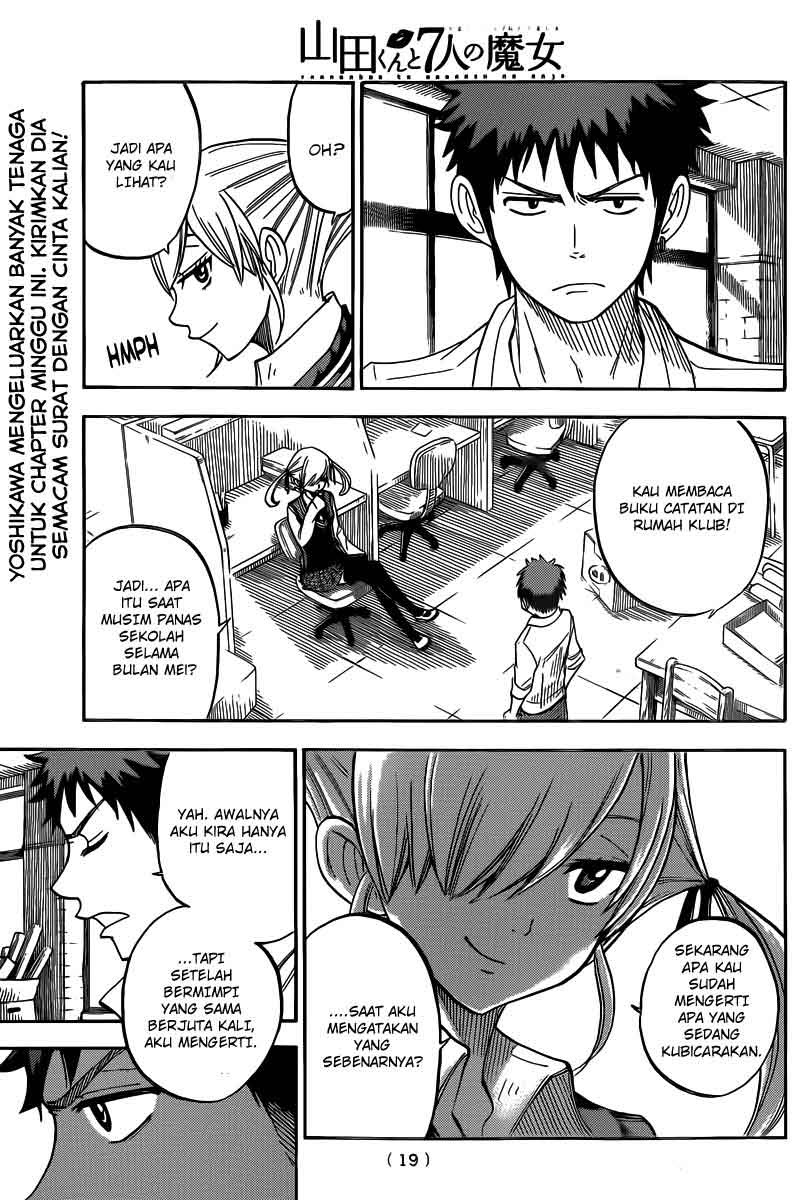 山田くんと7人の魔女
YOSHIKAWA MENGELUARKAN BANYAK TENAGA
UNTUK CHAPTER MINGGU INI. KIRIMKAN DIA
SEMACAM SURAT DENGAN CINTA KALIAN!
OH?
JADI APA
YANG KAU
LIHAT?
HMPH
KAU MEMBACA
BUKU CATATAN DI
RUMAH KLUB!
JADI... APA
ITU SAAT
MUSIM PANAS
SEKOLAH
SELAMA
BULAN MEI?
SEKARANG
APA KAU
SUDAH
MENGERTI
APA YANG
SEDANG
KUBICARAKAN.
....SAAT AKU
MENGATAKAN
YANG
SEBENARNYA?
YAH. AWALNYA
AKU KIRA HANYA
ITU SAJA...
...TAPI
SETELAH
BERMIMPI
YANG SAMA
BERJUTA KALI,
AKU MENGERTI.
( 19 )